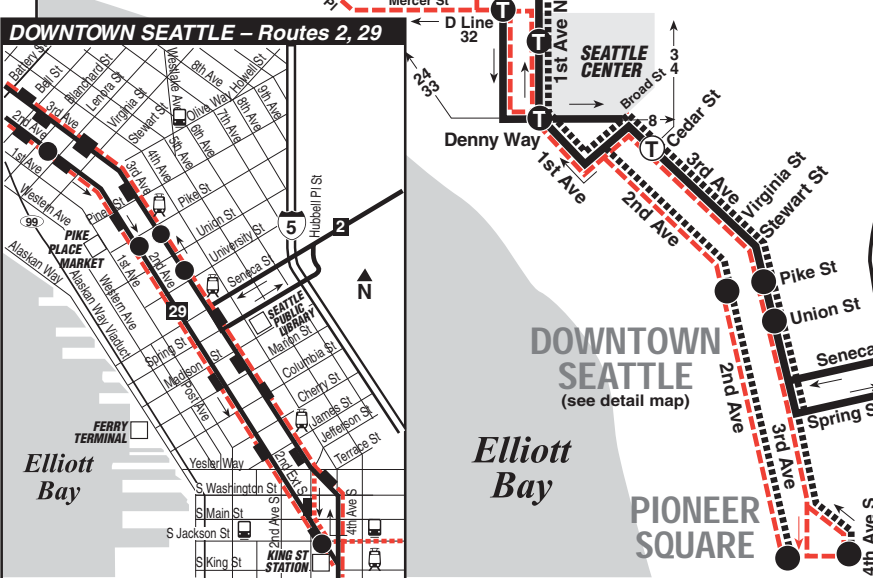 DOWNTOWN SEATTLE – Routes 2, 29
Battery St
Bell St
Blanchard St
Lenora St
Virginia St
Stewart St
Westlake Ave
Olive Way
Howell St
9th Ave
8th Ave
7th Ave
6th Ave
5th Ave
4th Ave
3rd Ave
3rd Ave
2nd Ave
1st Ave
Western Ave
99
Alaskan Way
PIKE
PLACE
MARKET
Pine St
Pike St
Union St
University St
Seneca S
Hubbell Pl St
5
2
N
1st Ave
2nd Ave
Western Ave
Alaskan Way Viaduct
29
SEATTLE
PUBLIC
LIBRARY
Spring St
Madison St
Marion St
Columbia St
Cherry St
James St
Jefferson St
Terrace St
Post Ave
FERRY
TERMINAL
Elliott
Bay
Yesler Way
S Washington St
S Main St
S Jackson St
S King St
2nd Ave S
2nd Ext S
4th Ave S
KING ST
STATION
Mercer St
Pl
D Line
32
T
T
T
T
1st Ave N
SEATTLE
CENTER
3
4
24
33
Broad St
8
Cedar St
Denny Way
1st Ave
2nd Ave
3rd Ave
Virginia St
Stewart St
Pike St
Union St
DOWNTOWN
SEATTLE
(see detail map)
Seneca
Spring S
2nd Ave
3rd Ave
Elliott
Bay
PIONEER
SQUARE
4th Ave S